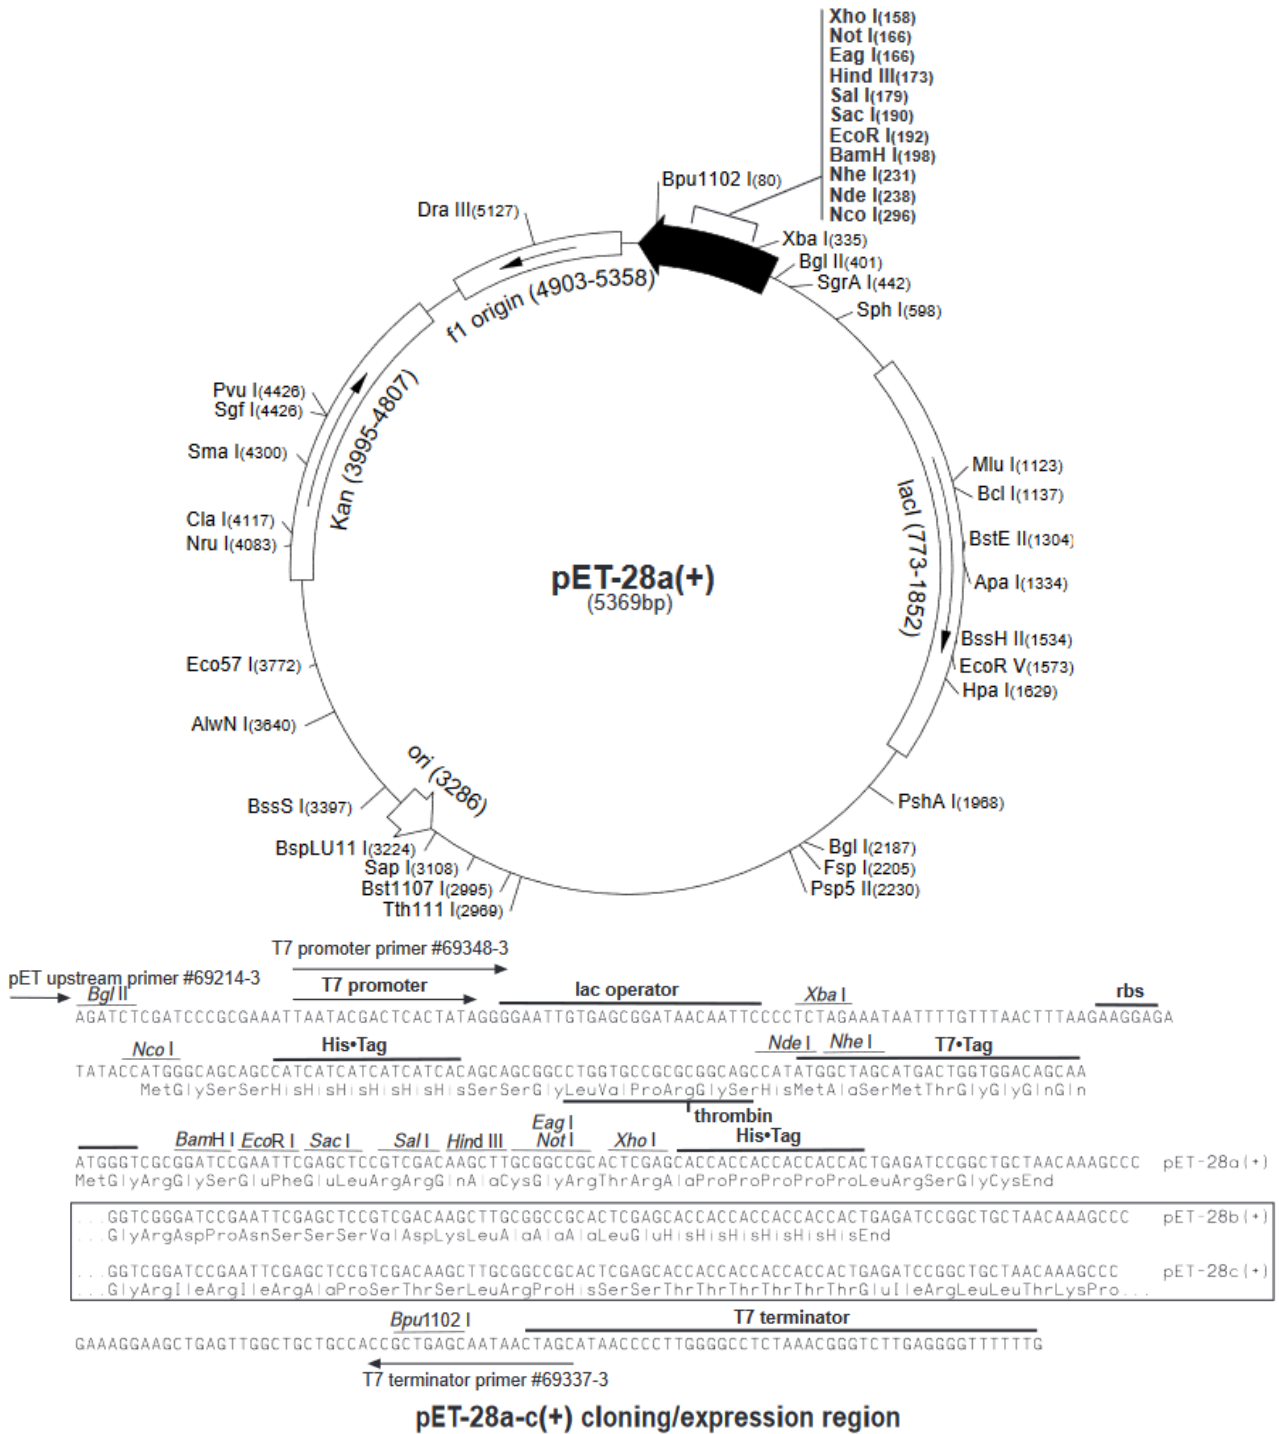 Xho I(158)
Not I(166)
Eag I(166)
Hind III(173)
Sal I(179)
Sac I(190)
EcoR I(192)
BamH I(198)
Nhe I(231)
Nde I(238)
Nco I(296)
Bpu1102 I(80)
Dra III(5127)
Xba I(335)
Bgl II(401)
SgrA I(442)
Sph I(598)
f1 origin (4903-5358)
Pvu I(4426)
Sgf I(4426)
Sma I(4300)
Kan (3995-4807)
Cla I(4117)
Nru I(4083)
Mlu I(1123)
Bcl I(1137)
lacI (773-1852)
BstE II(1304)
Apa I(1334)
pET-28a(+)
(5369bp)
BssH II(1534)
EcoR V(1573)
Hpa I(1629)
Eco57 I(3772)
AlwN I(3640)
ori (3286)
BssS I(3397)
PshA I(1968)
BspLU11 I(3224)
Sap I(3108)
Bst1107 I(2995)
Tth111 I(2969)
Bgl I(2187)
Fsp I(2205)
Psp5 II(2230)
T7 promoter primer #69348-3
pET upstream primer #69214-3
Bgl II T7 promoter lac operator Xba I rbs
AGATCTCGATCCCGCGAAATTAATACGACTCACTATAGGGGAATTGTGAGCGGATAACAATTCCCCTCTAGAAATAATTTTGTTTAACTTTAAGAAGGAGA
Nco I His•Tag Nde I Nhe I T7•Tag
TATACCATGGGCAGCAGCCATCATCATCATCATCACAGCAGCGGCCTGGTGCCGCGCGGCAGCCATATGGCTAGCATGACTGGTGGACAGCAA
MetGlySerSerHisHisHisHisHisHisSerSerGlyLeuValProArgGlySerHisMetAlaSerMetThrGlyGlyGlnGln
thrombin
BamH I EcoR I Sac I Sal I Hind III Eag I Not I Xho I His•Tag
ATGGGTCGCGGATCCGAATTCGAGCTCCGTCGACAAGCTTGCGGCCGCACTCGAGCACCACCACCACCACCACTGAGATCCGGCTGCTAACAAAGCCC pET-28a(+)
MetGlyArgGlySerGluPheGluLeuArgArgGlnAlaCysGlyArgThrArgAlaProProProProProLeuArgSerGlyCysEnd
...GGTCGGGATCCGAATTCGAGCTCCGTCGACAAGCTTGCGGCCGCACTCGAGCACCACCACCACCACCACTGAGATCCGGCTGCTAACAAAGCCC pET-28b(+)
...GlyArgAspProAsnSerSerSerValAspLysLeuAlaAlaAlaLeuGluHisHisHisHisHisHisEnd
...GGTCGGATCCGAATTCGAGCTCCGTCGACAAGCTTGCGGCCGCACTCGAGCACCACCACCACCACCACTGAGATCCGGCTGCTAACAAAGCCC pET-28c(+)
...GlyArgIleArgIleArgAlaProSerThrSerLeuArgProHisSerSerThrThrThrThrThrThrGluIleArgLeuLeuThrLysPro...
Bpu1102 I T7 terminator
GAAAGGAAGCTGAGTTGGCTGCTGCCACCGCTGAGCAATAACTAGCATAACCCCTTGGGGCCTCTAAACGGGTCTTGAGGGGTTTTTTG
T7 terminator primer #69337-3
pET-28a-c(+) cloning/expression region